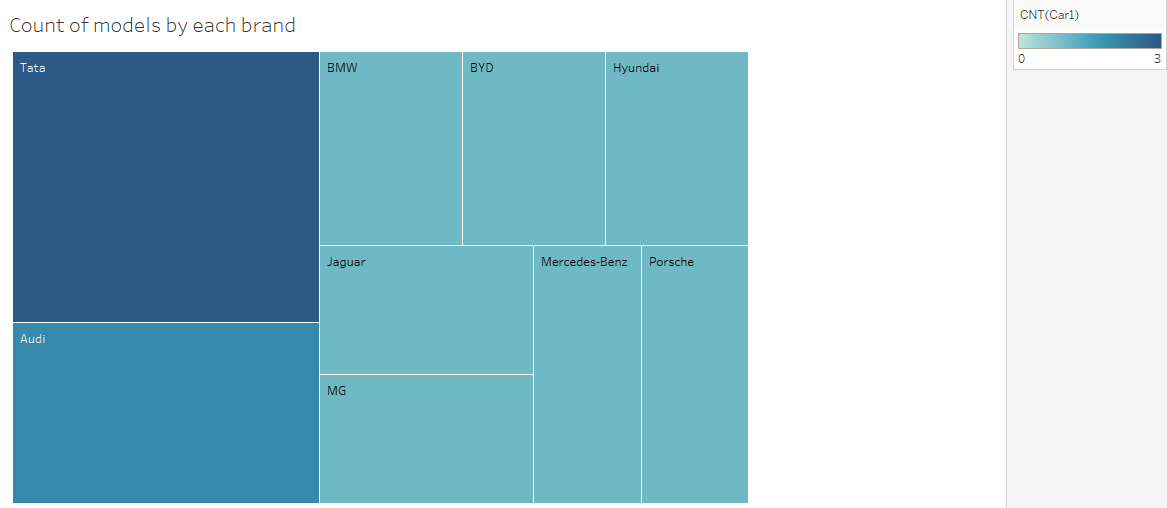 Count of models by each brand
CNT(Car1)
0 3
Tata
BMW
BYD
Hyundai
Jaguar
Mercedes-Benz
Porsche
Audi
MG